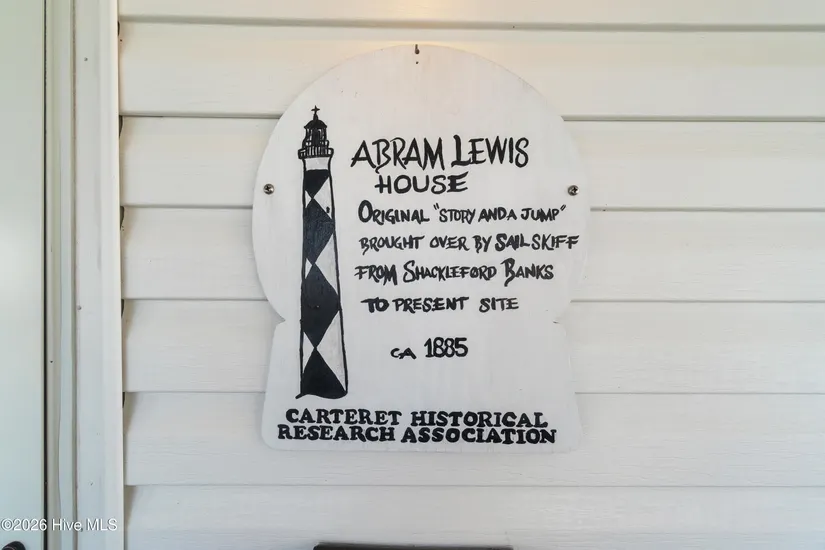 ABRAM LEWIS
HOUSE
ORIGINAL "STORY AND A JUMP"
BROUGHT OVER BY SAIL SKIFF
FROM SHACKLEFORD BANKS
TO PRESENT SITE
CA 1885
CARTERET HISTORICAL
RESEARCH ASSOCIATION
©2026 Hive MLS